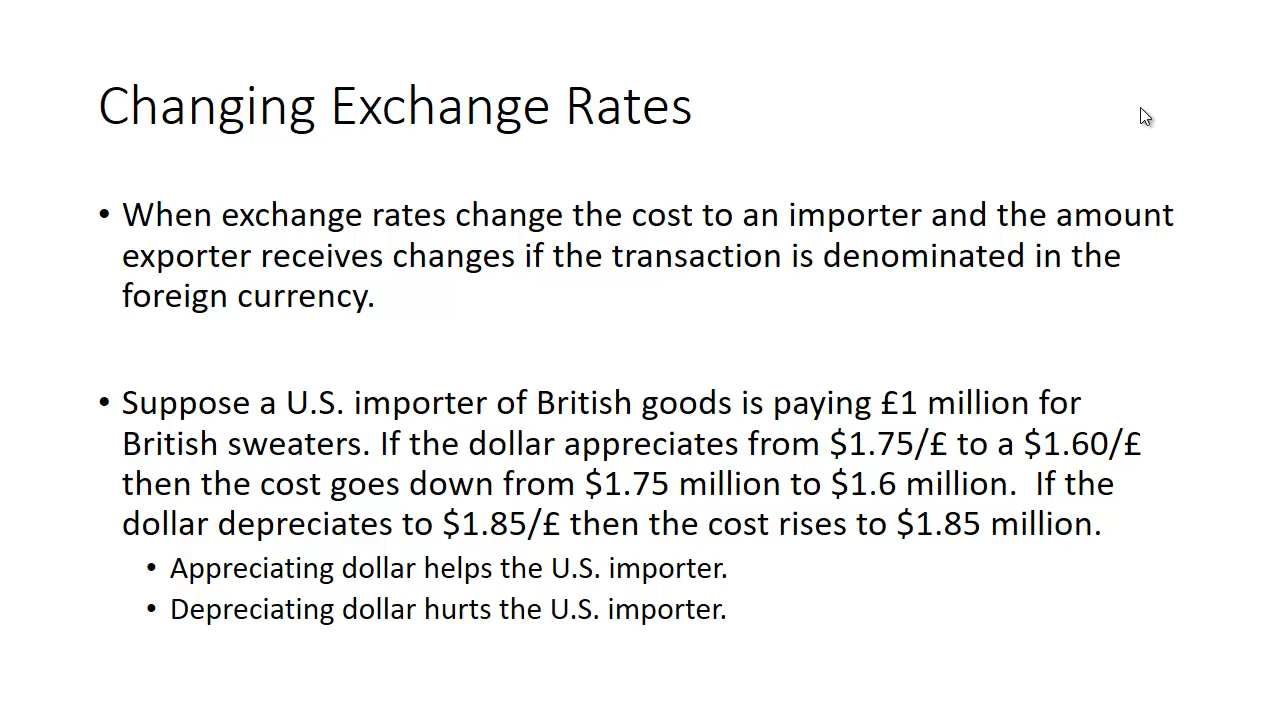 Changing Exchange Rates
• When exchange rates change the cost to an importer and the amount
exporter receives changes if the transaction is denominated in the
foreign currency.
• Suppose a U.S. importer of British goods is paying £1 million for
British sweaters. If the dollar appreciates from $1.75/£ to a $1.60/£
then the cost goes down from $1.75 million to $1.6 million.  If the
dollar depreciates to $1.85/£ then the cost rises to $1.85 million.
• Appreciating dollar helps the U.S. importer.
• Depreciating dollar hurts the U.S. importer.